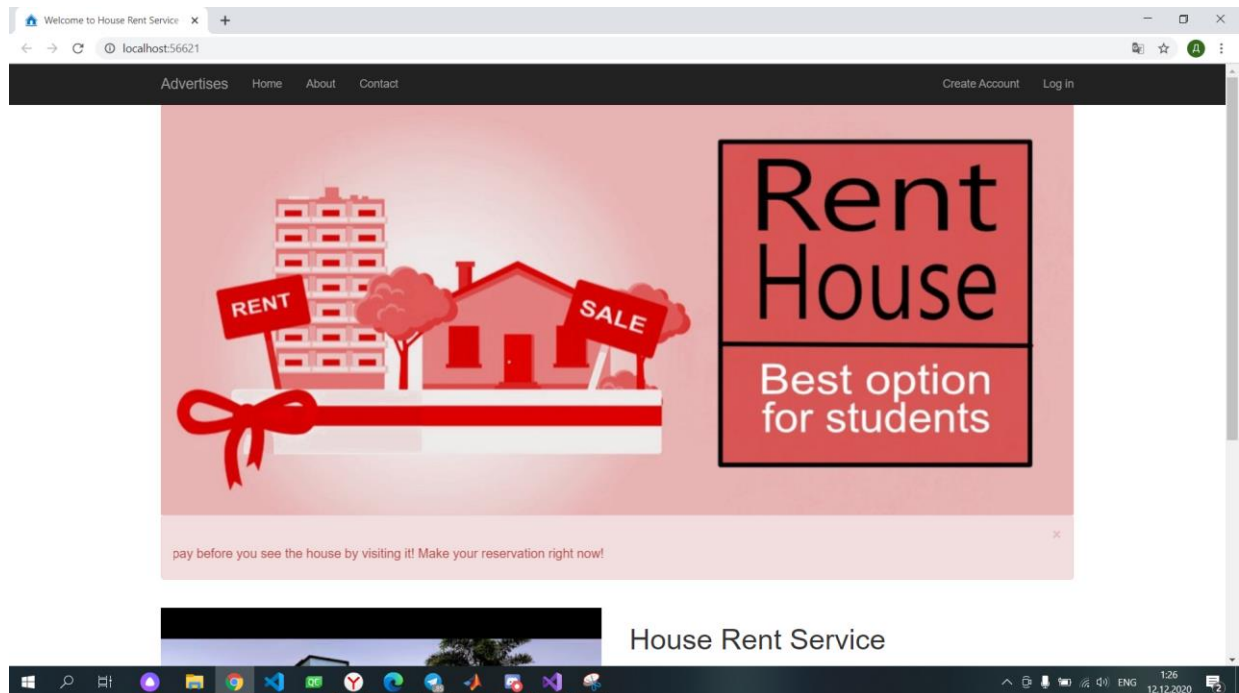 Welcome to House Rent Service
localhost:56621
Д
Advertises Home About Contact Create Account Log in
RENT
SALE
Rent
House
Best option
for students
pay before you see the house by visiting it! Make your reservation right now!
×
House Rent Service
QC
ENG
1:26
12.12.2020
2